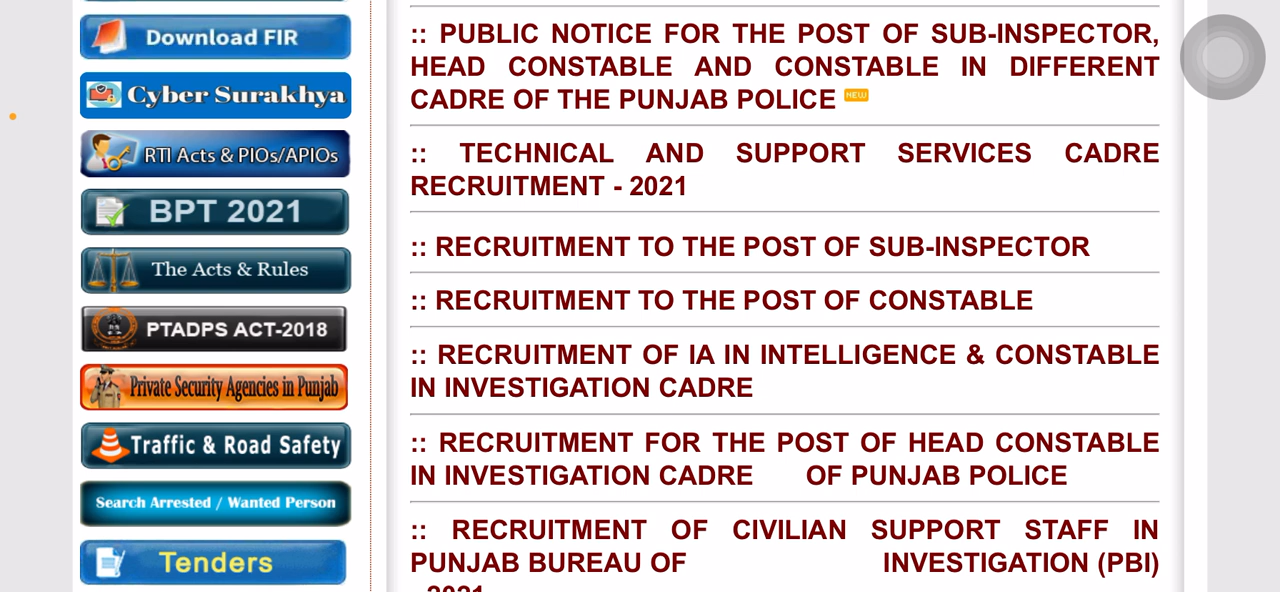 Download FIR
Cyber Surakhya
RTI Acts & PIOs/APIOs
BPT 2021
The Acts & Rules
PTADPS ACT-2018
Private Security Agencies in Punjab
Traffic & Road Safety
Search Arrested / Wanted Person
Tenders
:: PUBLIC NOTICE FOR THE POST OF SUB-INSPECTOR,
HEAD CONSTABLE AND CONSTABLE IN DIFFERENT
CADRE OF THE PUNJAB POLICE NEW
:: TECHNICAL AND SUPPORT SERVICES CADRE
RECRUITMENT - 2021
:: RECRUITMENT TO THE POST OF SUB-INSPECTOR
:: RECRUITMENT TO THE POST OF CONSTABLE
:: RECRUITMENT OF IA IN INTELLIGENCE & CONSTABLE
IN INVESTIGATION CADRE
:: RECRUITMENT FOR THE POST OF HEAD CONSTABLE
IN INVESTIGATION CADRE OF PUNJAB POLICE
:: RECRUITMENT OF CIVILIAN SUPPORT STAFF IN
PUNJAB BUREAU OF INVESTIGATION (PBI)
- 2021